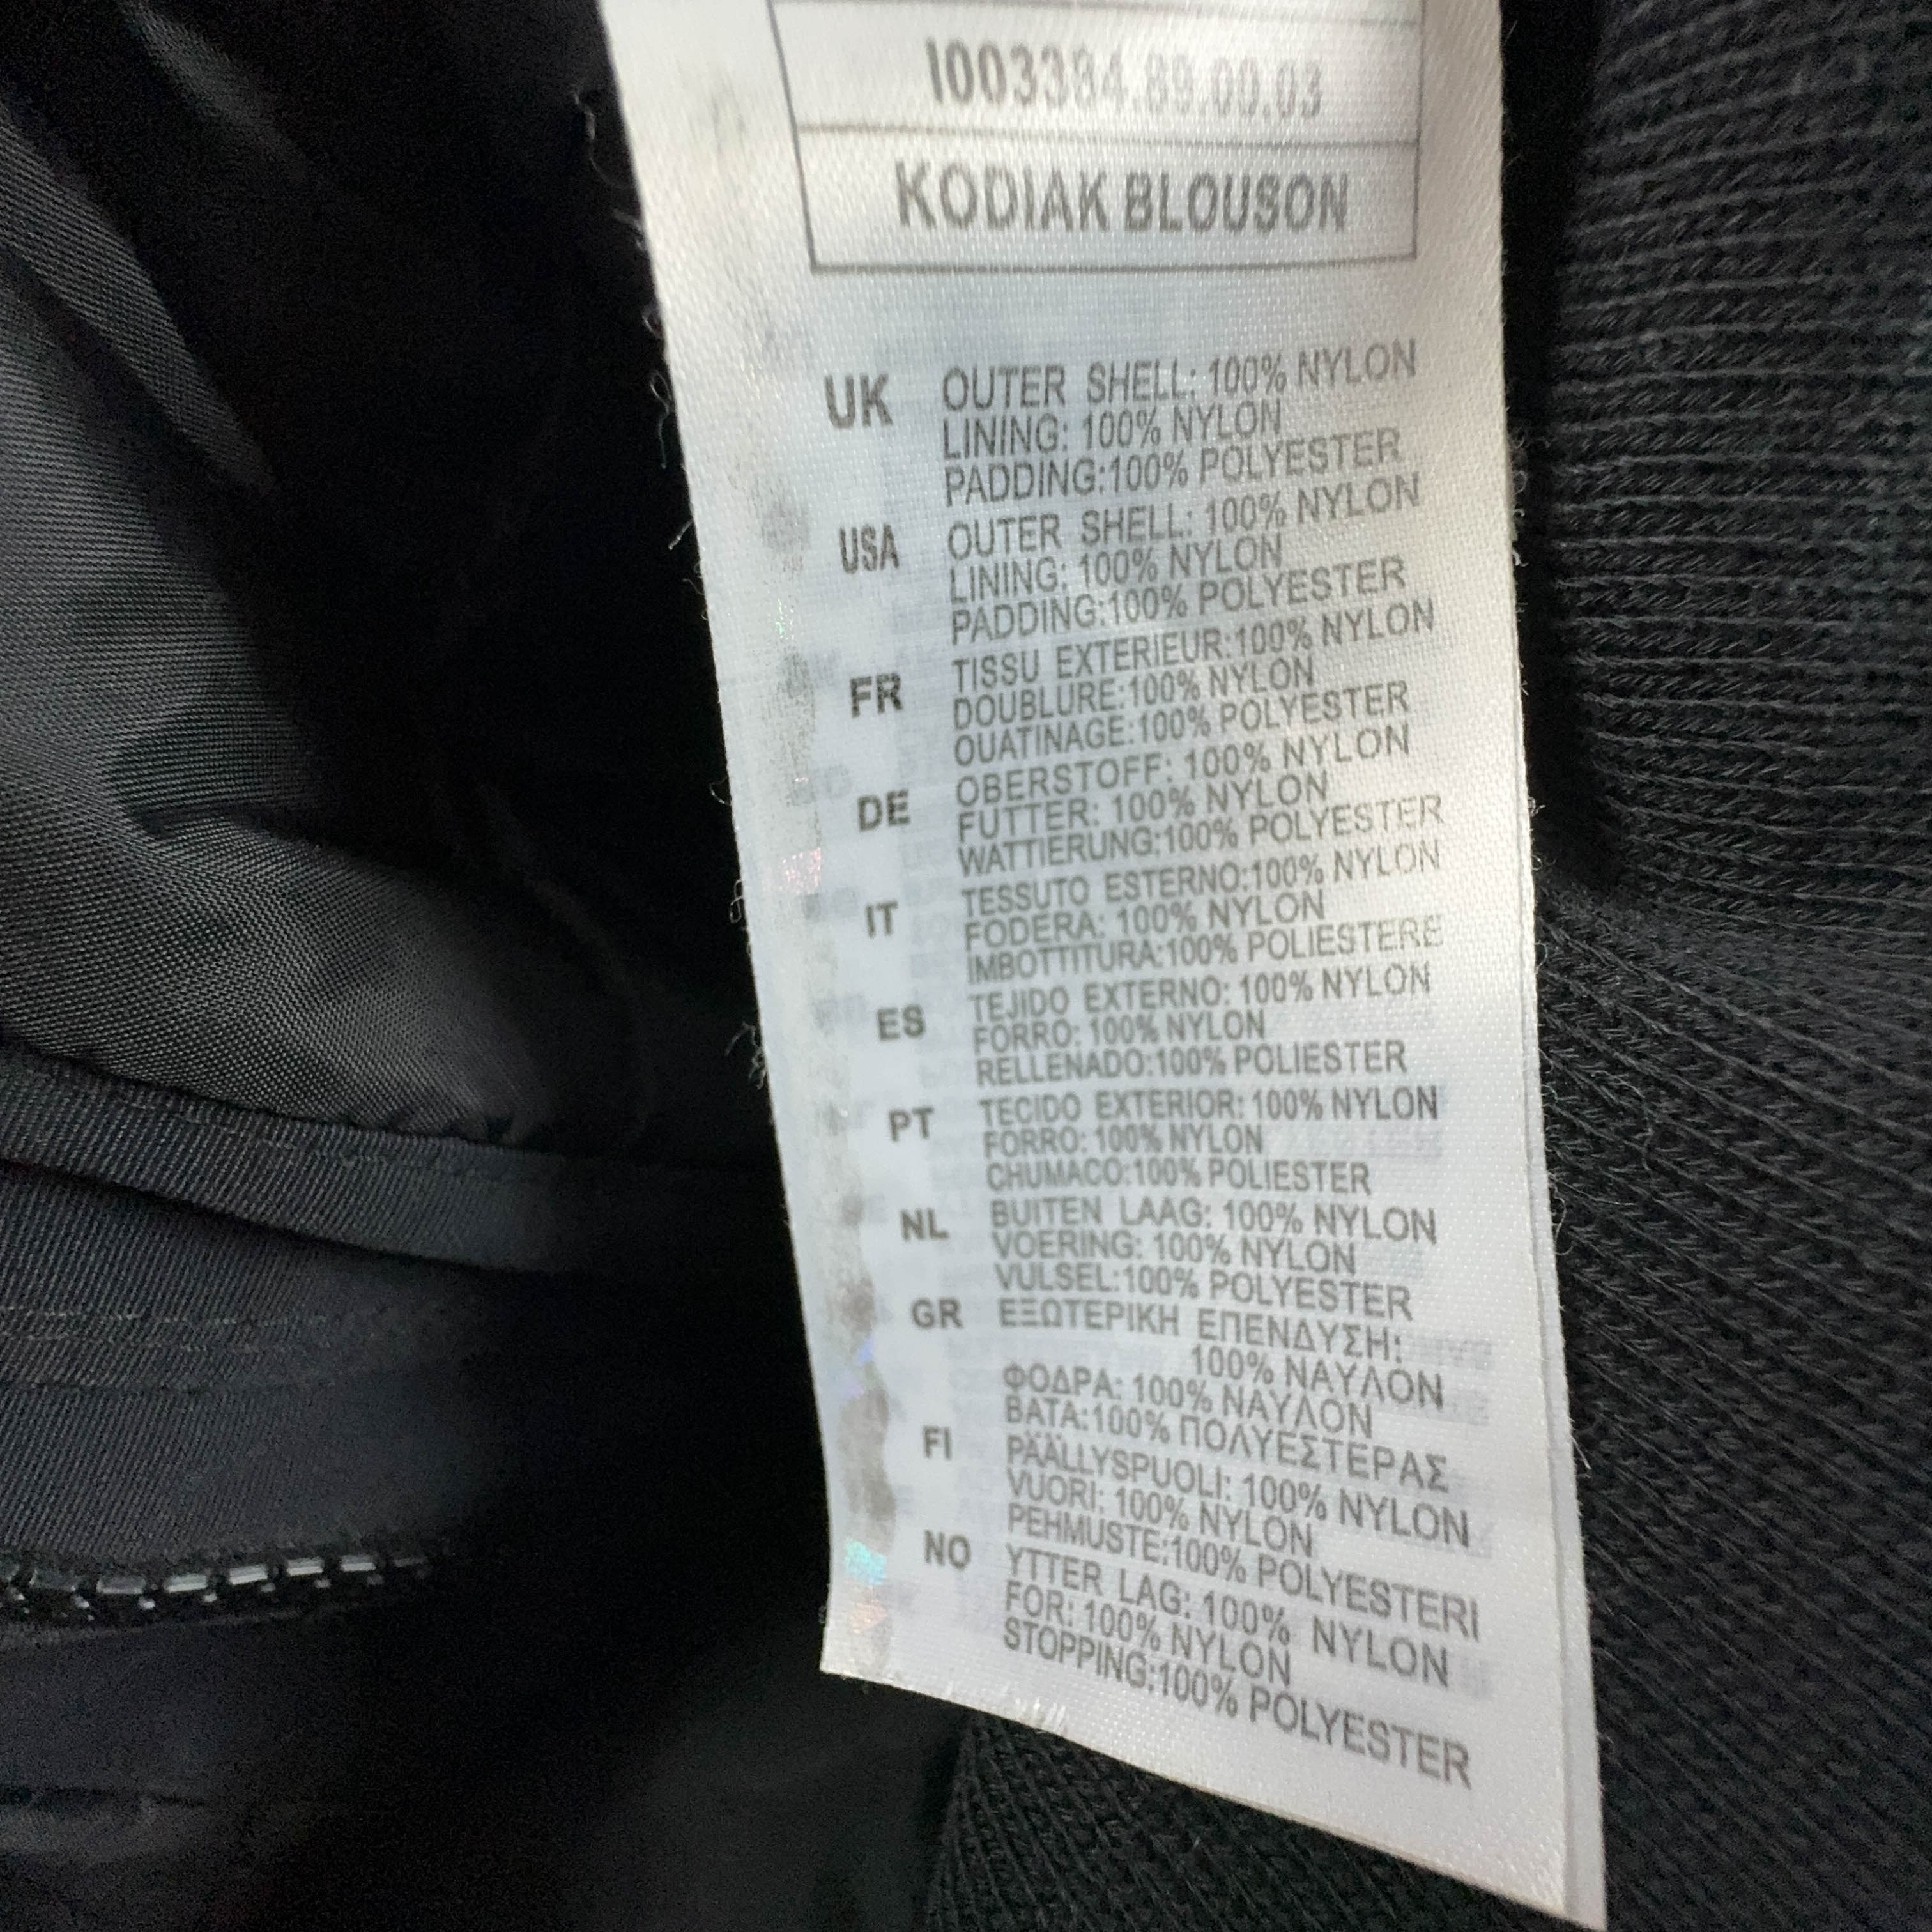 I003384.89.00.03
KODIAK BLOUSON
UK OUTER SHELL: 100% NYLON
LINING: 100% NYLON
PADDING:100% POLYESTER
USA OUTER SHELL: 100% NYLON
LINING: 100% NYLON
PADDING:100% POLYESTER
FR TISSU EXTERIEUR:100% NYLON
DOUBLURE:100% NYLON
OUATINAGE:100% POLYESTER
DE OBERSTOFF: 100% NYLON
FUTTER: 100% NYLON
WATTIERUNG:100% POLYESTER
IT TESSUTO ESTERNO:100% NYLON
FODERA: 100% NYLON
IMBOTTITURA:100% POLIESTERE
ES TEJIDO EXTERNO: 100% NYLON
FORRO: 100% NYLON
RELLENADO:100% POLIESTER
PT TECIDO EXTERIOR: 100% NYLON
FORRO: 100% NYLON
CHUMACO:100% POLIESTER
NL BUITEN LAAG: 100% NYLON
VOERING: 100% NYLON
VULSEL:100% POLYESTER
GR ΕΞΩΤΕΡΙΚΗ ΕΠΕΝΔΥΣΗ:
100% ΝΑΥΛΟΝ
ΦΟΔΡΑ: 100% ΝΑΥΛΟΝ
ΒΑΤΑ:100% ΠΟΛΥΕΣΤΕΡΑΣ
FI PÄÄLLYSPUOLI: 100% NYLON
VUORI: 100% NYLON
PEHMUSTE:100% POLYESTERI
NO YTTER LAG: 100% NYLON
FOR: 100% NYLON
STOPPING:100% POLYESTER